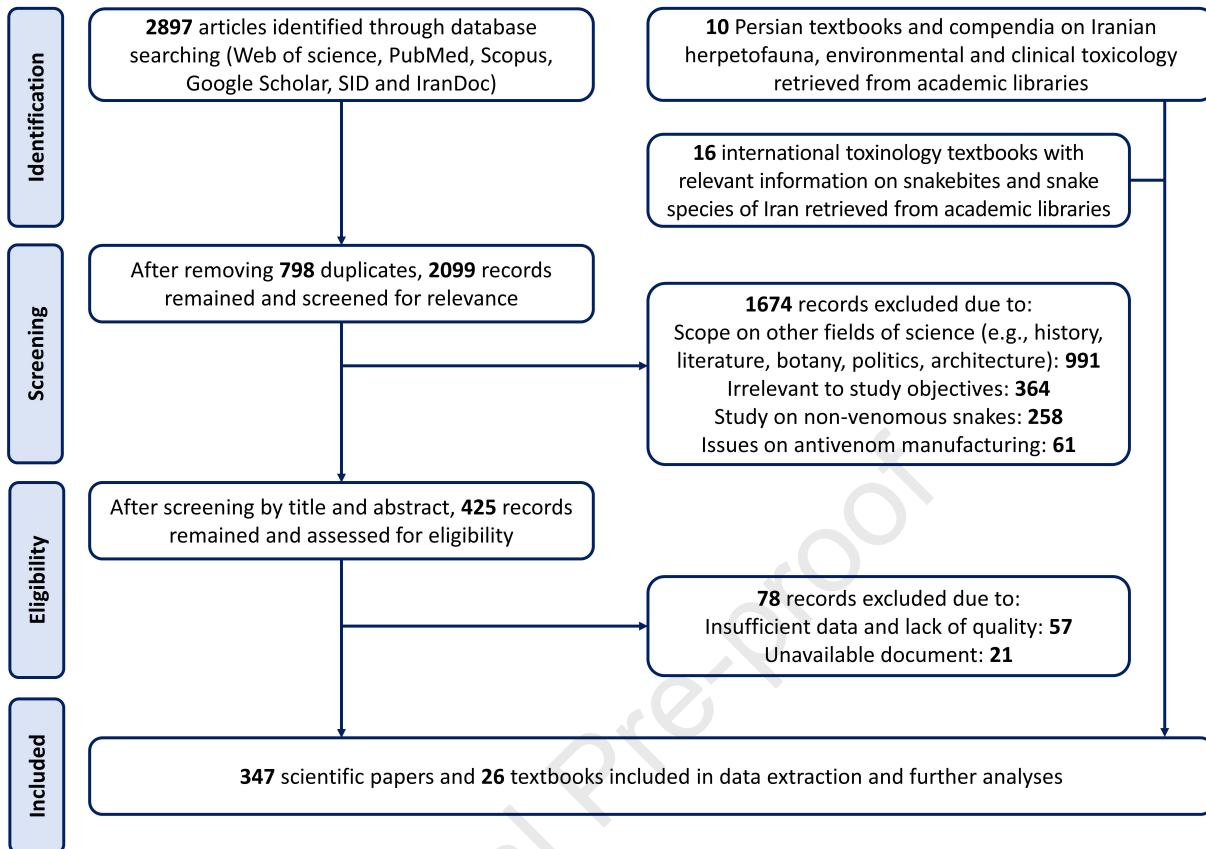 Identification
2897 articles identified through database
searching (Web of science, PubMed, Scopus,
Google Scholar, SID and IranDoc)
10 Persian textbooks and compendia on Iranian
herpetofauna, environmental and clinical toxicology
retrieved from academic libraries
16 international toxinology textbooks with
relevant information on snakebites and snake
species of Iran retrieved from academic libraries
Screening
After removing 798 duplicates, 2099 records
remained and screened for relevance
1674 records excluded due to:
Scope on other fields of science (e.g., history,
literature, botany, politics, architecture): 991
Irrelevant to study objectives: 364
Study on non-venomous snakes: 258
Issues on antivenom manufacturing: 61
Eligibility
After screening by title and abstract, 425 records
remained and assessed for eligibility
78 records excluded due to:
Insufficient data and lack of quality: 57
Unavailable document: 21
Included
347 scientific papers and 26 textbooks included in data extraction and further analyses
Pre-proof